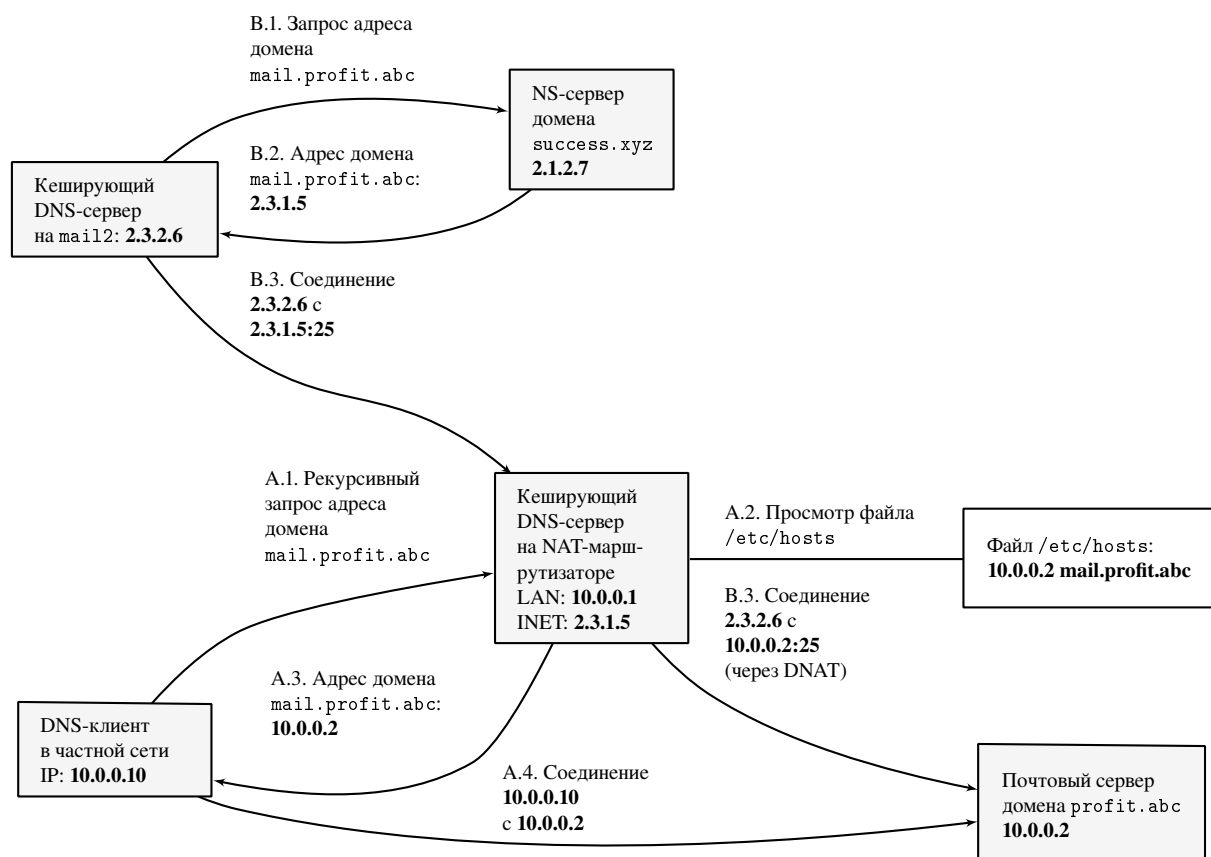 В.1. Запрос адреса
домена
mail.profit.abc
NS-сервер
домена
success.xyz
2.1.2.7
В.2. Адрес домена
mail.profit.abc:
2.3.1.5
Кеширующий
DNS-сервер
на mail2: 2.3.2.6
В.3. Соединение
2.3.2.6 с
2.3.1.5:25
А.1. Рекурсивный
запрос адреса
домена
mail.profit.abc
Кеширующий
DNS-сервер
на NAT-марш-
рутизаторе
LAN: 10.0.0.1
INET: 2.3.1.5
А.2. Просмотр файла
/etc/hosts
Файл /etc/hosts:
10.0.0.2 mail.profit.abc
В.3. Соединение
2.3.2.6 с
10.0.0.2:25
(через DNAT)
А.3. Адрес домена
mail.profit.abc:
10.0.0.2
DNS-клиент
в частной сети
IP: 10.0.0.10
А.4. Соединение
10.0.0.10
с 10.0.0.2
Почтовый сервер
домена profit.abc
10.0.0.2